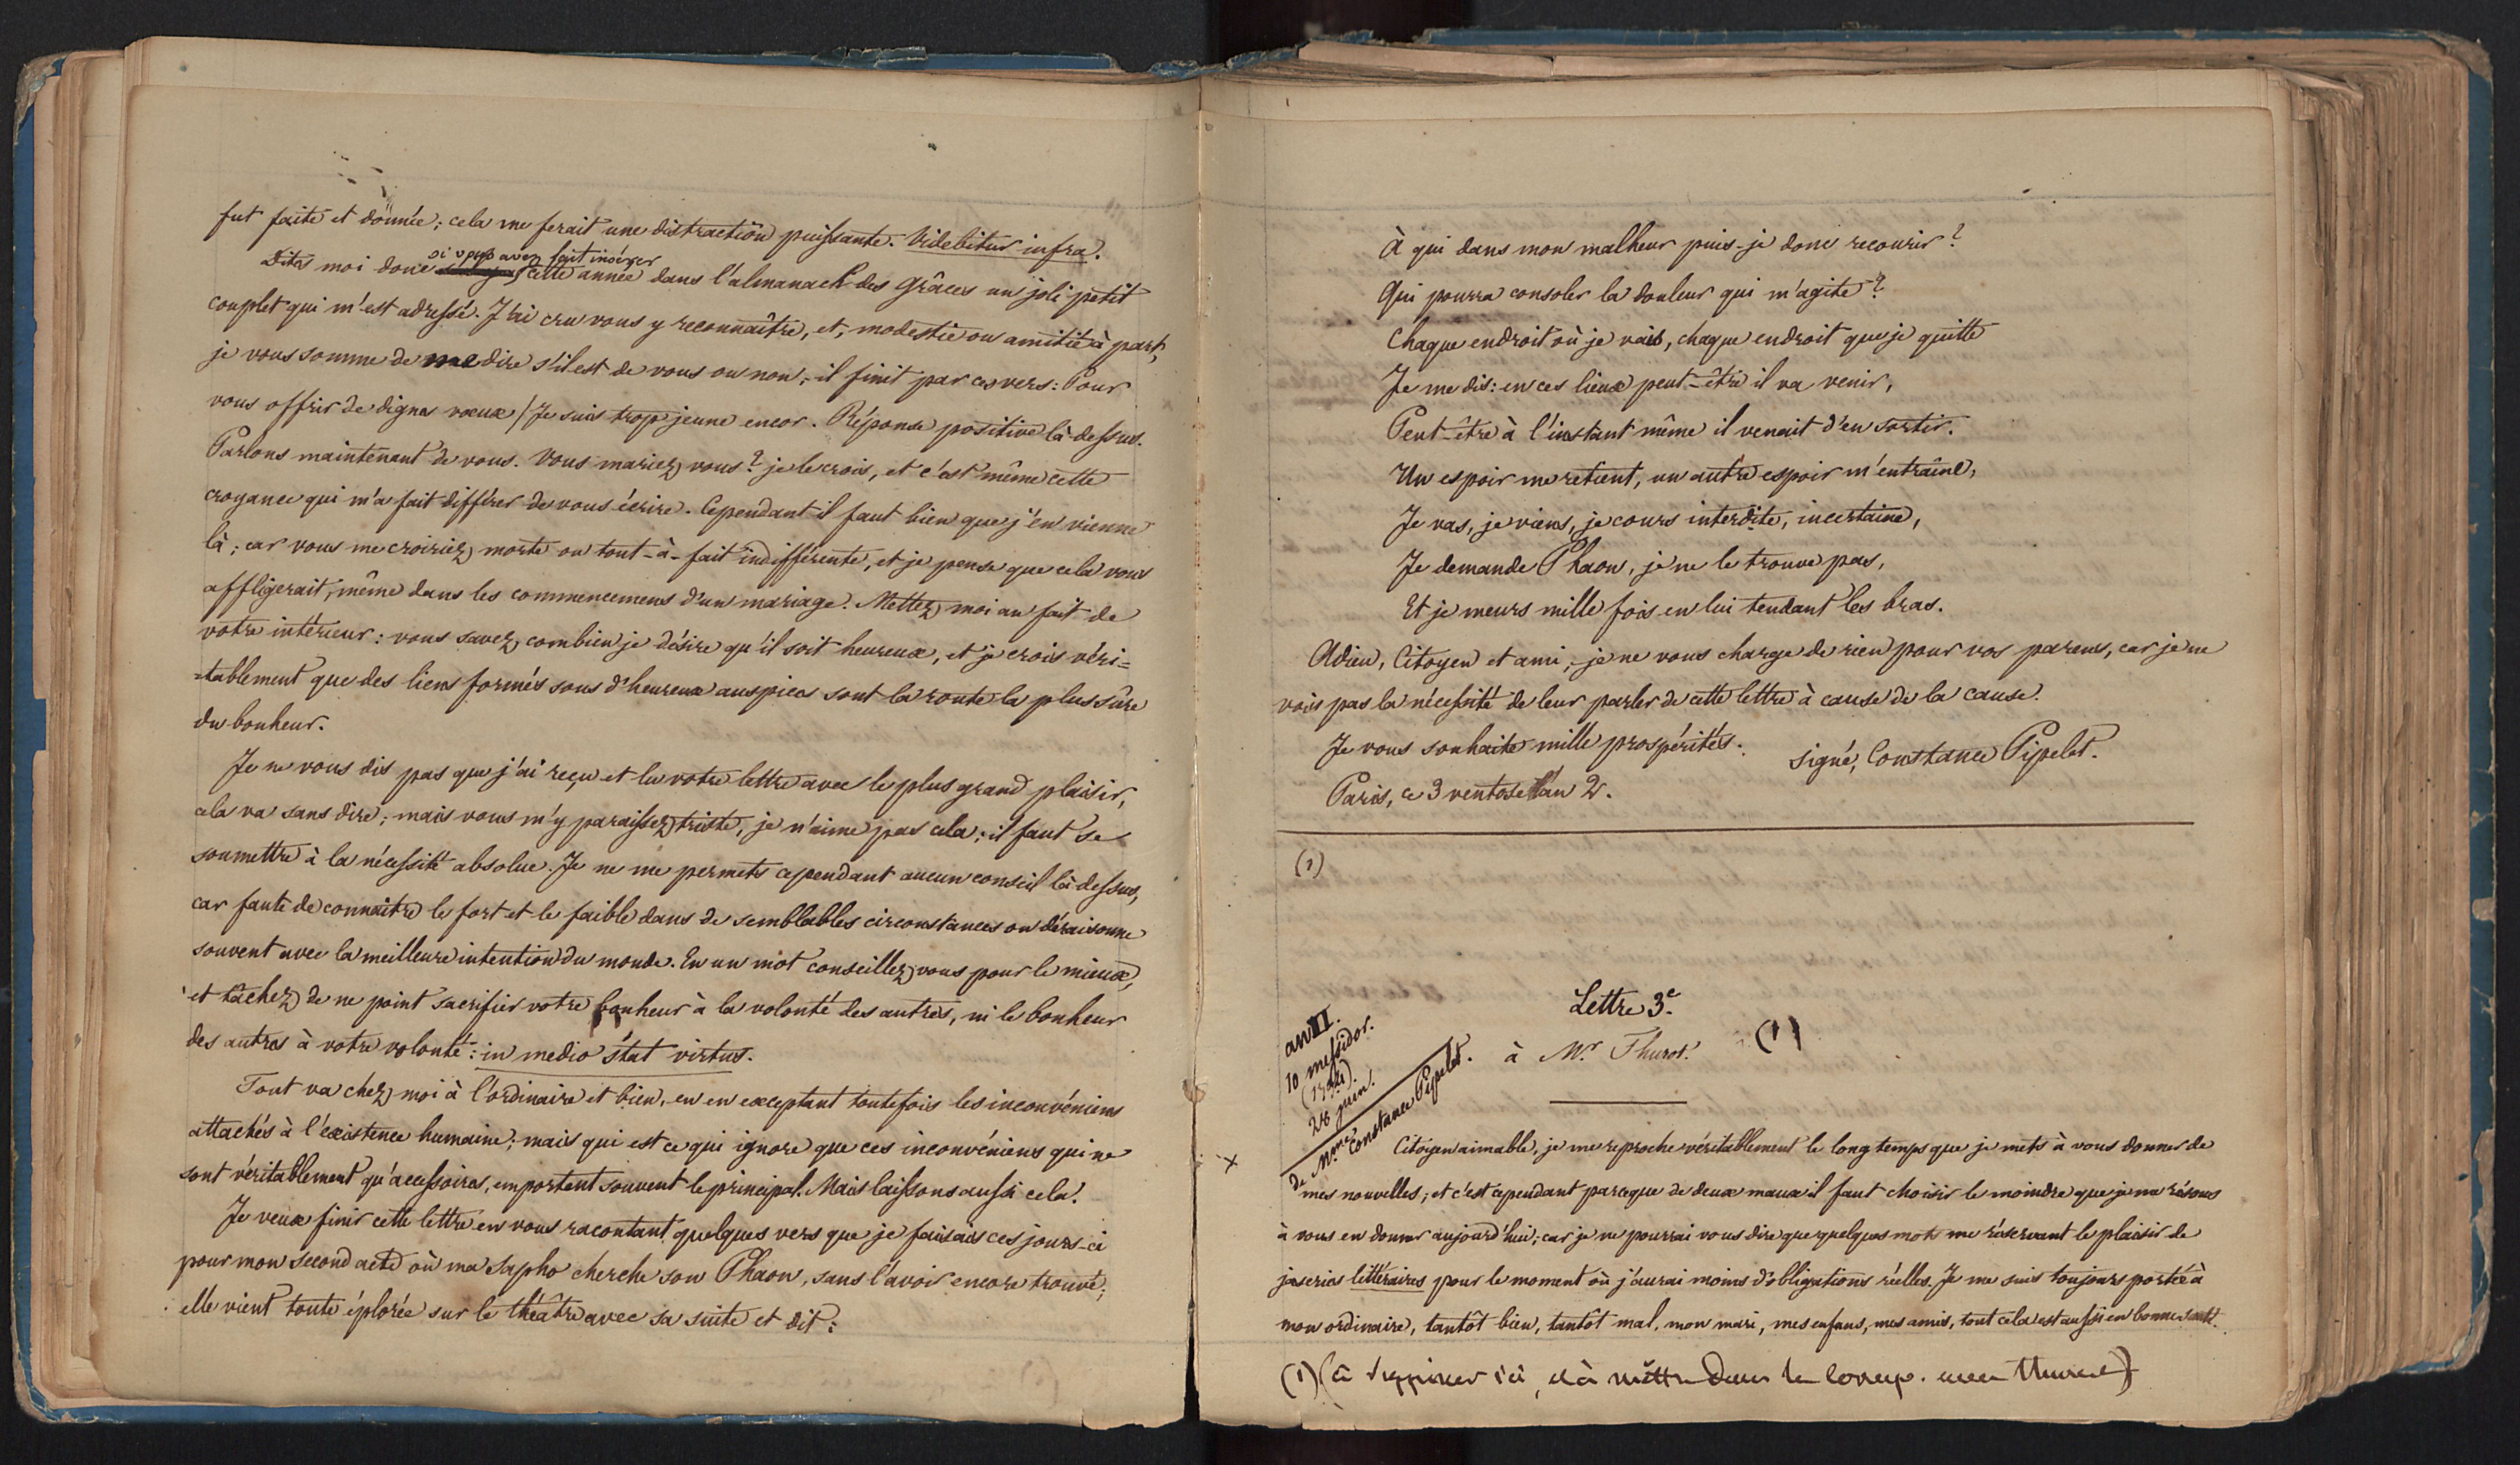 fut faite et donnée; cela me ferait une distraction puissante. Videbitur infra.
si vous avez fait insérer
Dites moi donc cette année dans l'almanach des Grâces un joli petit
couplet qui m'est adressé. J'ai cru vous y reconnaître, et, modestie ou amitié à part,
je vous somme de me dire s'il est de vous ou non; il finit par ces vers: Pour
vous offrir de dignes vœux / Je suis trop jeune encor. Réponse positive là-dessus.
Parlons maintenant de vous. Vous mariez vous? je le crois, et c'est même cette
croyance qui m'a fait différer de vous écrire. Cependant il faut bien que j'en vienne
là; car vous me croiriez morte ou tout-à-fait indifférente, et je pense que cela vous
affligerait, même dans les commencemens d'un mariage. Mettez moi au fait de
votre intérieur: vous savez combien je désire qu'il soit heureux, et je crois véri=
=tablement que des liens formés sous d'heureux auspices sont la route la plus sûre
du bonheur.
Je ne vous dis pas que j'ai reçu et lu votre lettre avec le plus grand plaisir,
cela va sans dire; mais vous m'y paraissez triste, je n'aime pas cela; il faut se
soumettre à la nécessité absolue. Je ne me permets cependant aucun conseil là dessus,
car faute de connaitre le fort et le faible dans de semblables circonstances on déraisonne
souvent avec la meilleure intention du monde. En un mot conseillez vous pour le mieux,
et tâchez de ne point sacrifier votre bonheur à la volonté des autres, ni le bonheur
des autres à votre volonté: in medio stat virtus.
Tout va chez moi à l'ordinaire et bien, en en exceptant toutefois les inconvéniens
attachés à l'existence humaine; mais qui est ce qui ignore que ces inconvéniens qui ne
sont véritablement qu'accessoires, emportent souvent le principal. Mais laissons aussi cela.
Je veux finir cette lettre en vous racontant quelques vers que je faisais ces jours-ci
pour mon second acte où ma Sapho cherche son Phaon, sans l'avoir encore trouvé;
elle vient toute éplorée sur le théâtre avec sa suite et dit:
À qui dans mon malheur puis-je donc recourir?
Qui pourra consoler la douleur qui m'agite?
Chaque endroit où je vais, chaque endroit que je quitte
Je me dis: en ces lieux peut-être il va venir,
Peut-être à l'instant même il venait d'en sortir.
Un espoir me retient, un autre espoir m'entraîne,
Je vas, je viens, je cours interdite, incertaine,
Je demande Phaon, je ne le trouve pas,
Et je meurs mille fois en lui tendant les bras.
Adieu, Citoyen et ami, je ne vous charge de rien pour vos parens, car je ne
vois pas la nécessité de leur parler de cette lettre à cause de la cause.
Je vous souhaite mille prospérités.
signé, Constance Pipelet.
Paris, ce 3 ventose l'an 2.
(1)
Lettre 3e.
à Mr. Thurot. (1)
an II.
10 messidor.
(1794).
28 juin.
de Mme Constance Pipelet.
Citoyen aimable, je me reproche véritablement le long temps que je mets à vous donner de
mes nouvelles; et c'est cependant parceque de deux maux il faut choisir le moindre que je me résous
à vous en donner aujourd'hui; car je ne pourrai vous dire que quelques mots me réservant le plaisir de
jaseries littéraires pour le moment où j'aurai moins d'obligations réelles. Je me suis toujours portée à
mon ordinaire, tantôt bien, tantôt mal, mon mari, mes enfans, mes amis, tout cela est aussi en bonne santé.
(1) (à supprimer ici, et à mettre dans la corresp. avec Thurot)